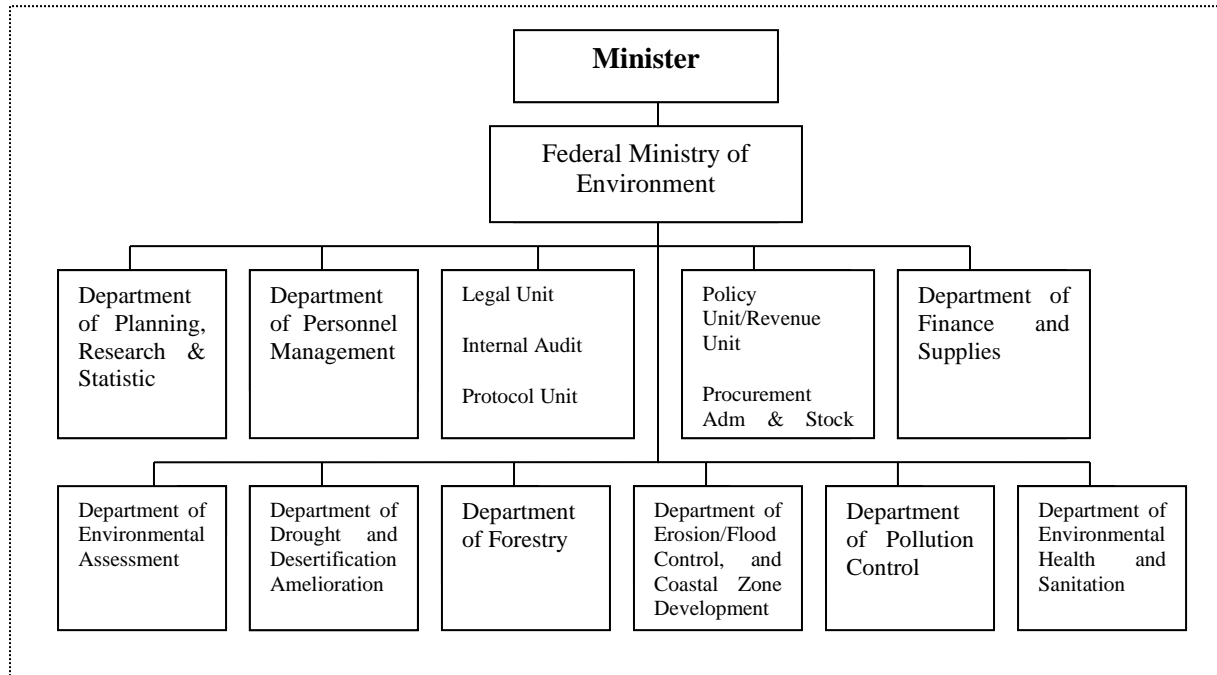 Minister
Federal Ministry of
Environment
Department
of Planning,
Research &
Statistic
Department
of Personnel
Management
Legal Unit
Internal Audit
Protocol Unit
Policy
Unit/Revenue
Unit
Procurement
Adm & Stock
Department of
Finance and
Supplies
Department of
Environmental
Assessment
Department of
Drought and
Desertification
Amelioration
Department
of Forestry
Department of
Erosion/Flood
Control, and
Coastal Zone
Development
Department
of Pollution
Control
Department of
Environmental
Health and
Sanitation